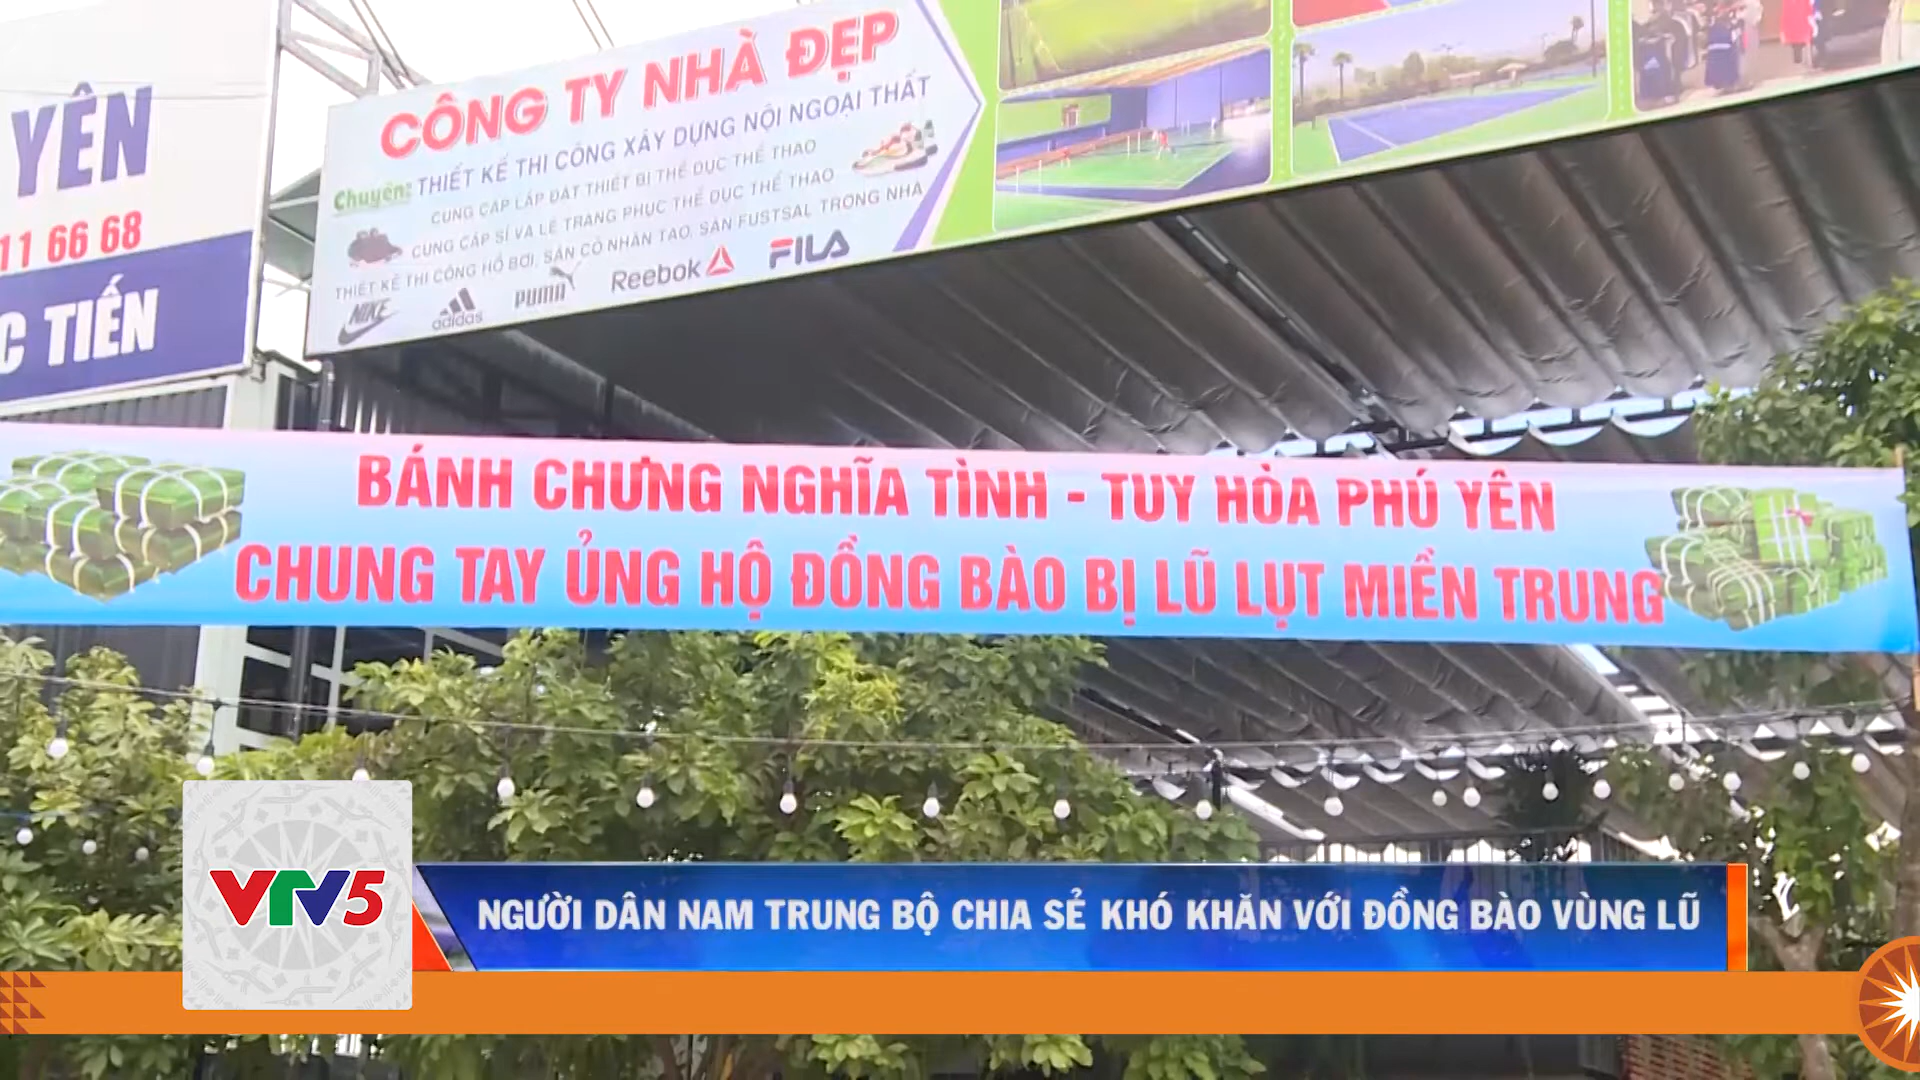 YÊN
11 66 68
C TIẾN
CÔNG TY NHÀ ĐẸP
Chuyên: THIẾT KẾ THI CÔNG XÂY DỰNG NỘI NGOẠI THẤT
CUNG CẤP LẮP ĐẶT THIẾT BỊ THỂ DỤC THỂ THAO
CUNG CẤP SỈ VÀ LẺ TRANG PHỤC THỂ DỤC THỂ THAO
THIẾT KẾ THI CÔNG HỒ BƠI, SÂN CỎ NHÂN TẠO, SÂN FUSTSAL TRONG NHÀ
NIKE adidas PUMA Reebok FILA
BÁNH CHƯNG NGHĨA TÌNH - TUY HÒA PHÚ YÊN
CHUNG TAY ỦNG HỘ ĐỒNG BÀO BỊ LŨ LỤT MIỀN TRUNG
VTV5
NGƯỜI DÂN NAM TRUNG BỘ CHIA SẺ KHÓ KHĂN VỚI ĐỒNG BÀO VÙNG LŨ